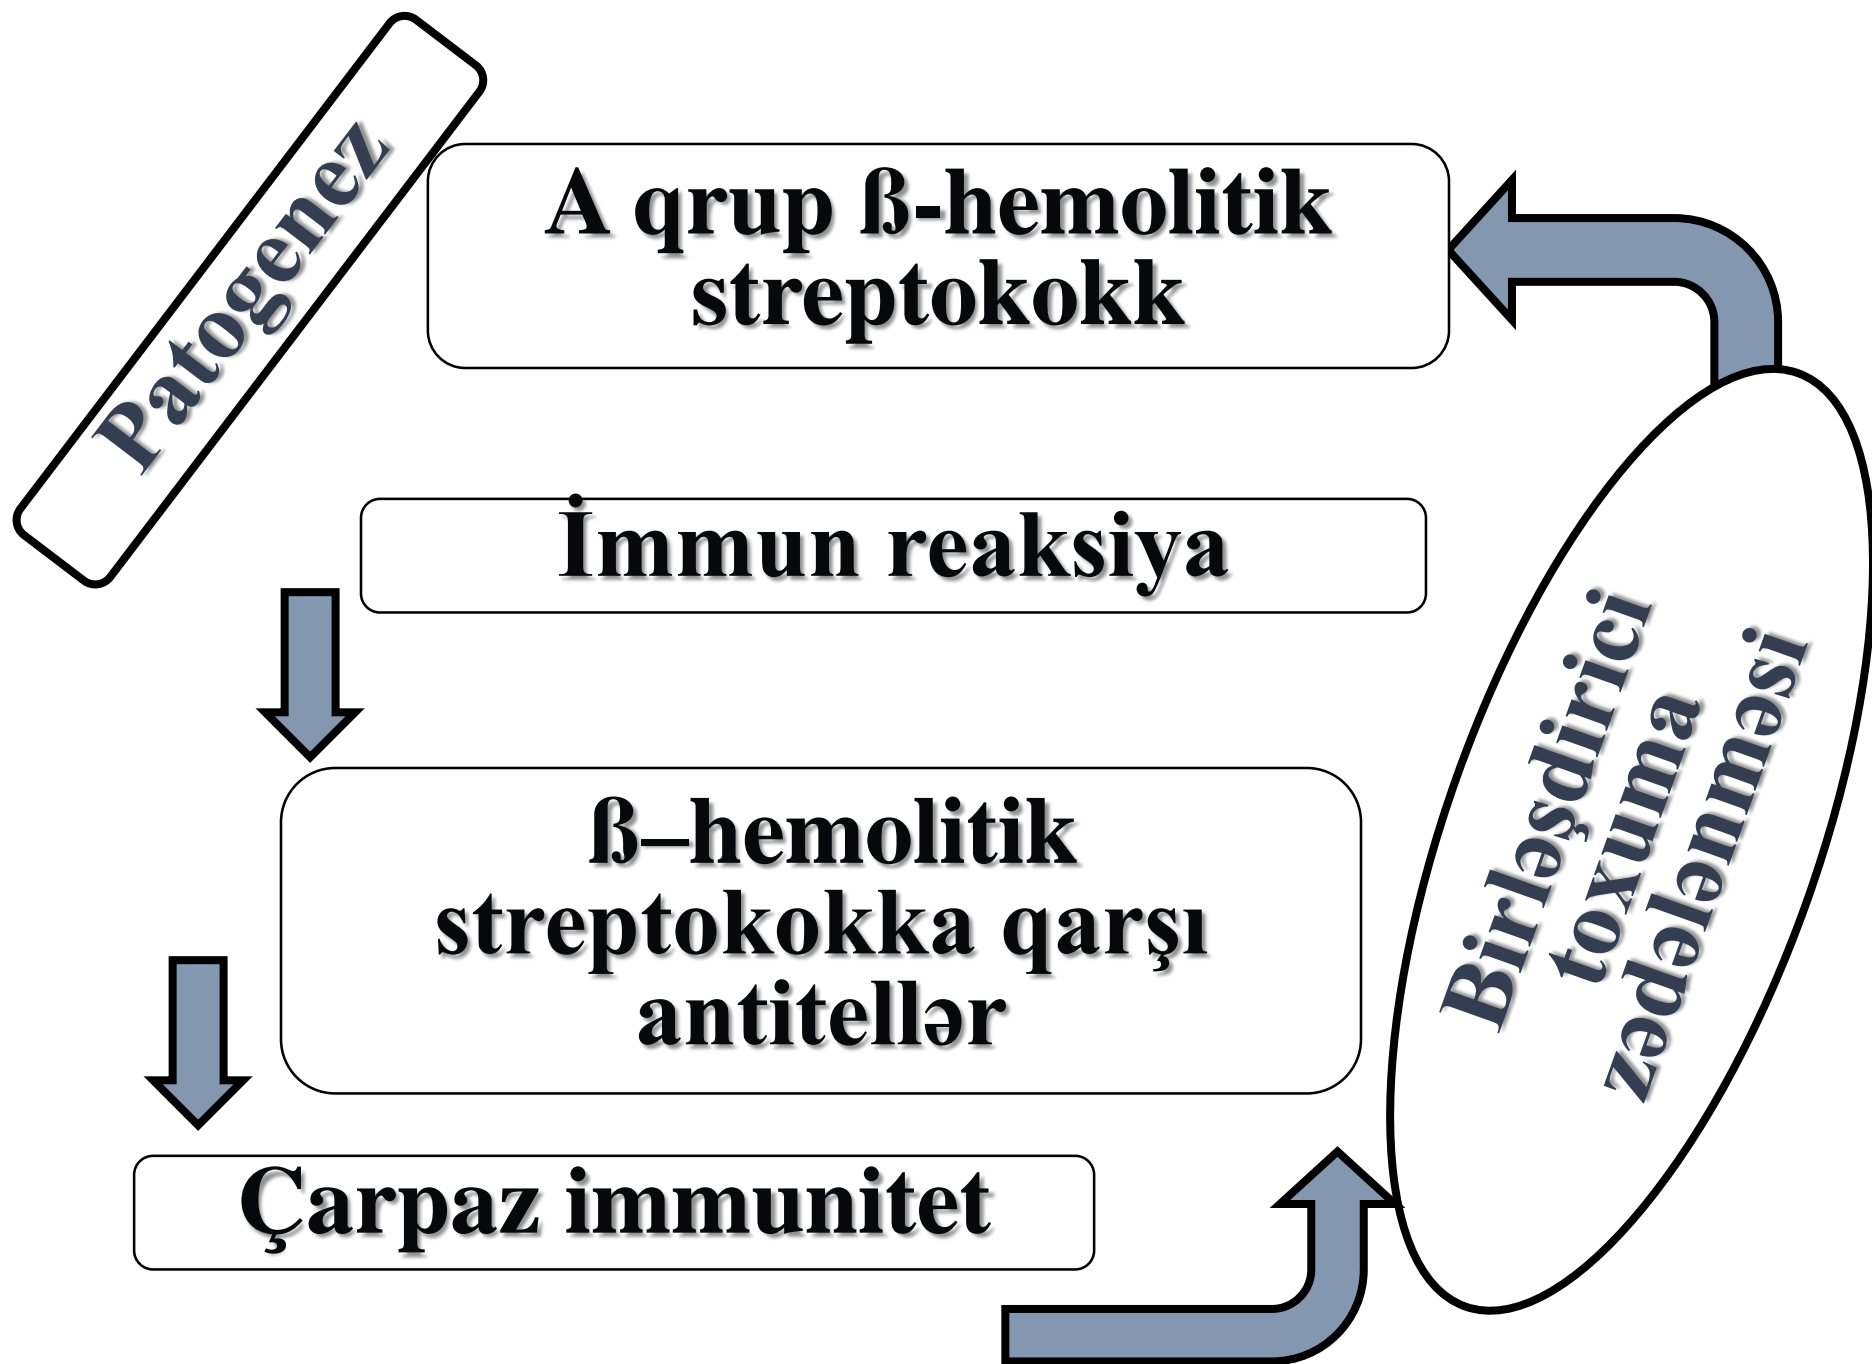 Patogenez
A qrup ß-hemolitik
streptokokk
İmmun reaksiya
ß–hemolitik
streptokokka qarşı
antitellər
Çarpaz immunitet
Birləşdirici
toxuma
zədələnməsi